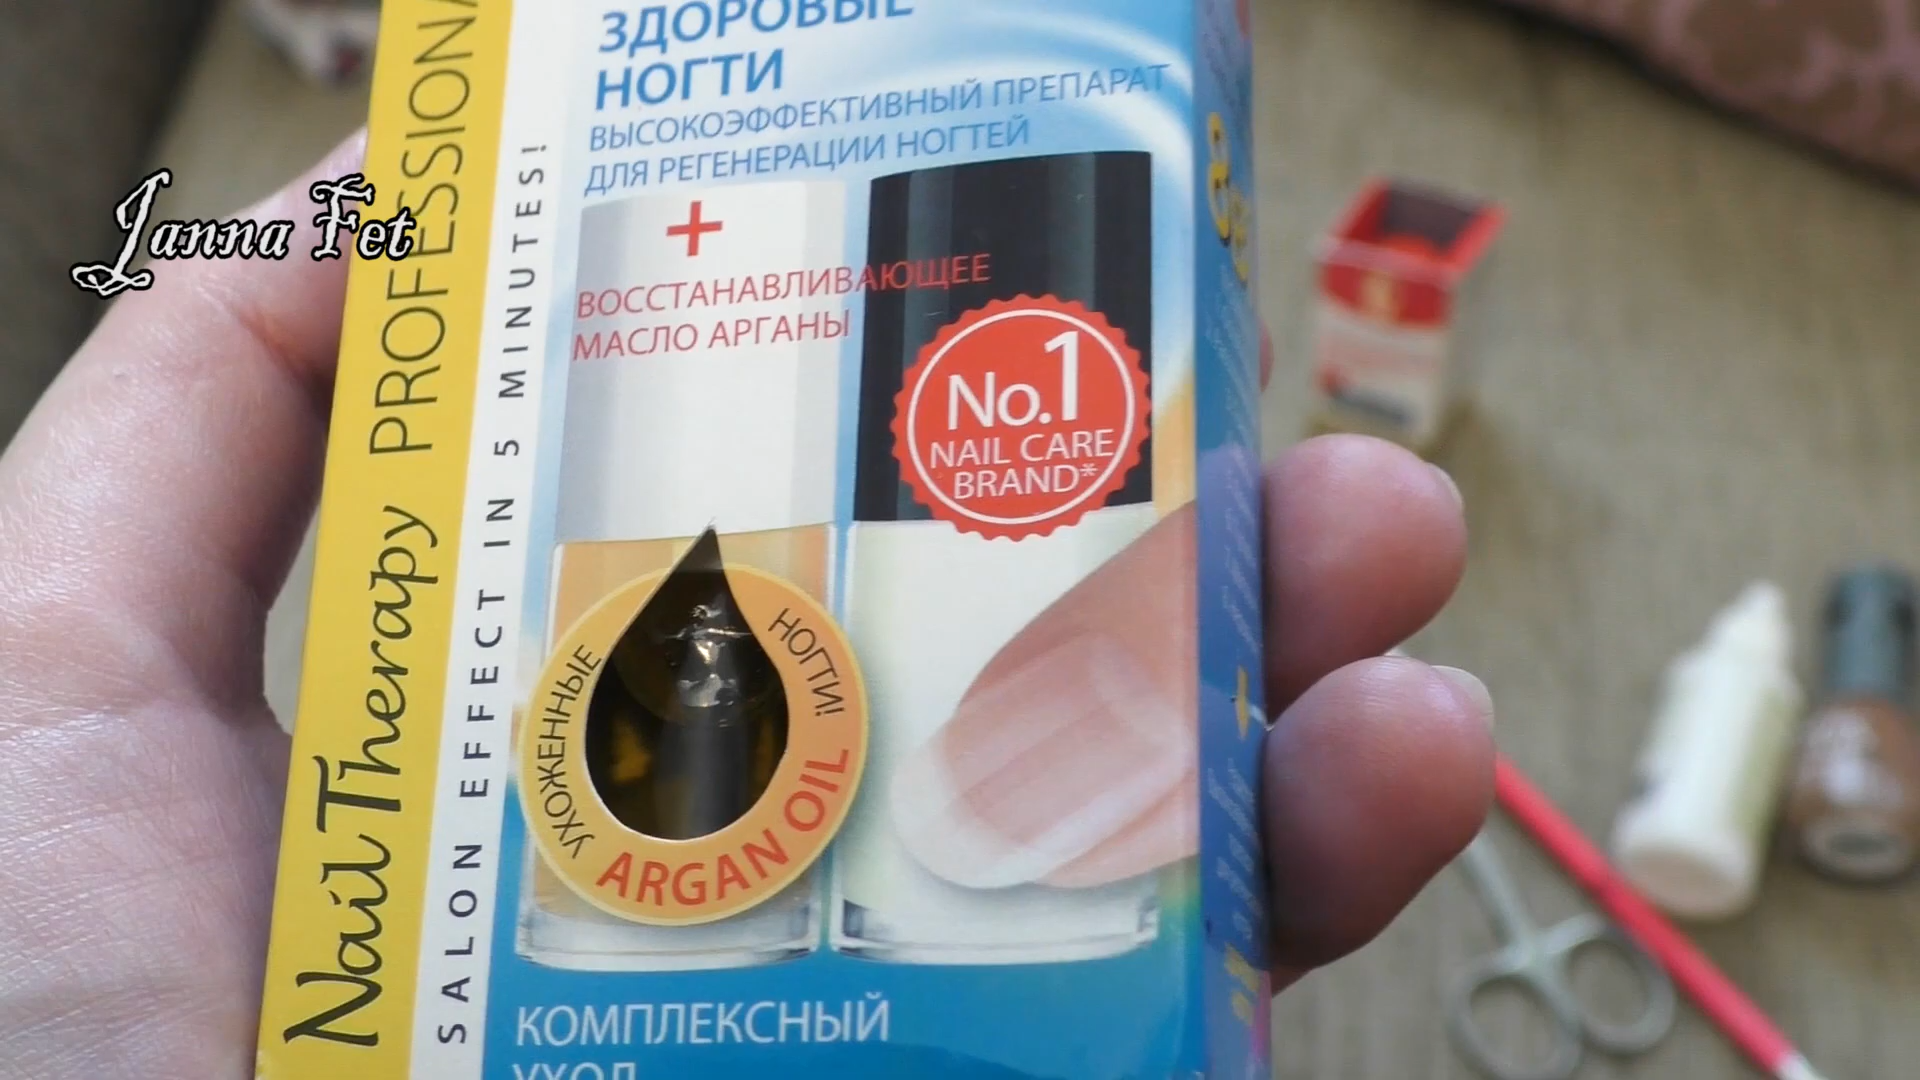 Janna Fet
Nail Therapy PROFESSIONA
SALON EFFECT IN 5 MINUTES!
ЗДОРОВЫЕ
НОГТИ
ВЫСОКОЭФФЕКТИВНЫЙ ПРЕПАРАТ
ДЛЯ РЕГЕНЕРАЦИИ НОГТЕЙ
+
ВОССТАНАВЛИВАЮЩЕЕ
МАСЛО АРГАНЫ
No.1
NAIL CARE
BRAND*
УХОЖЕННЫЕ
НОГТИ!
ARGAN OIL
КОМПЛЕКСНЫЙ
УХОД